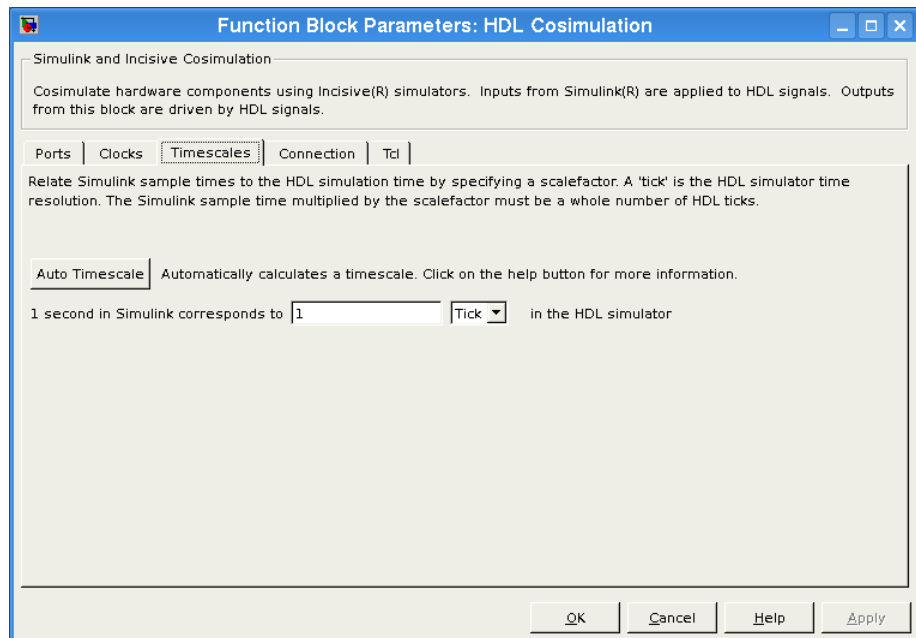 Function Block Parameters: HDL Cosimulation
Simulink and Incisive Cosimulation
Cosimulate hardware components using Incisive(R) simulators. Inputs from Simulink(R) are applied to HDL signals. Outputs
from this block are driven by HDL signals.
Ports Clocks Timescales Connection Tcl
Relate Simulink sample times to the HDL simulation time by specifying a scalefactor. A 'tick' is the HDL simulator time
resolution. The Simulink sample time multiplied by the scalefactor must be a whole number of HDL ticks.
Auto Timescale Automatically calculates a timescale. Click on the help button for more information.
1 second in Simulink corresponds to 1 Tick in the HDL simulator
OK Cancel Help Apply